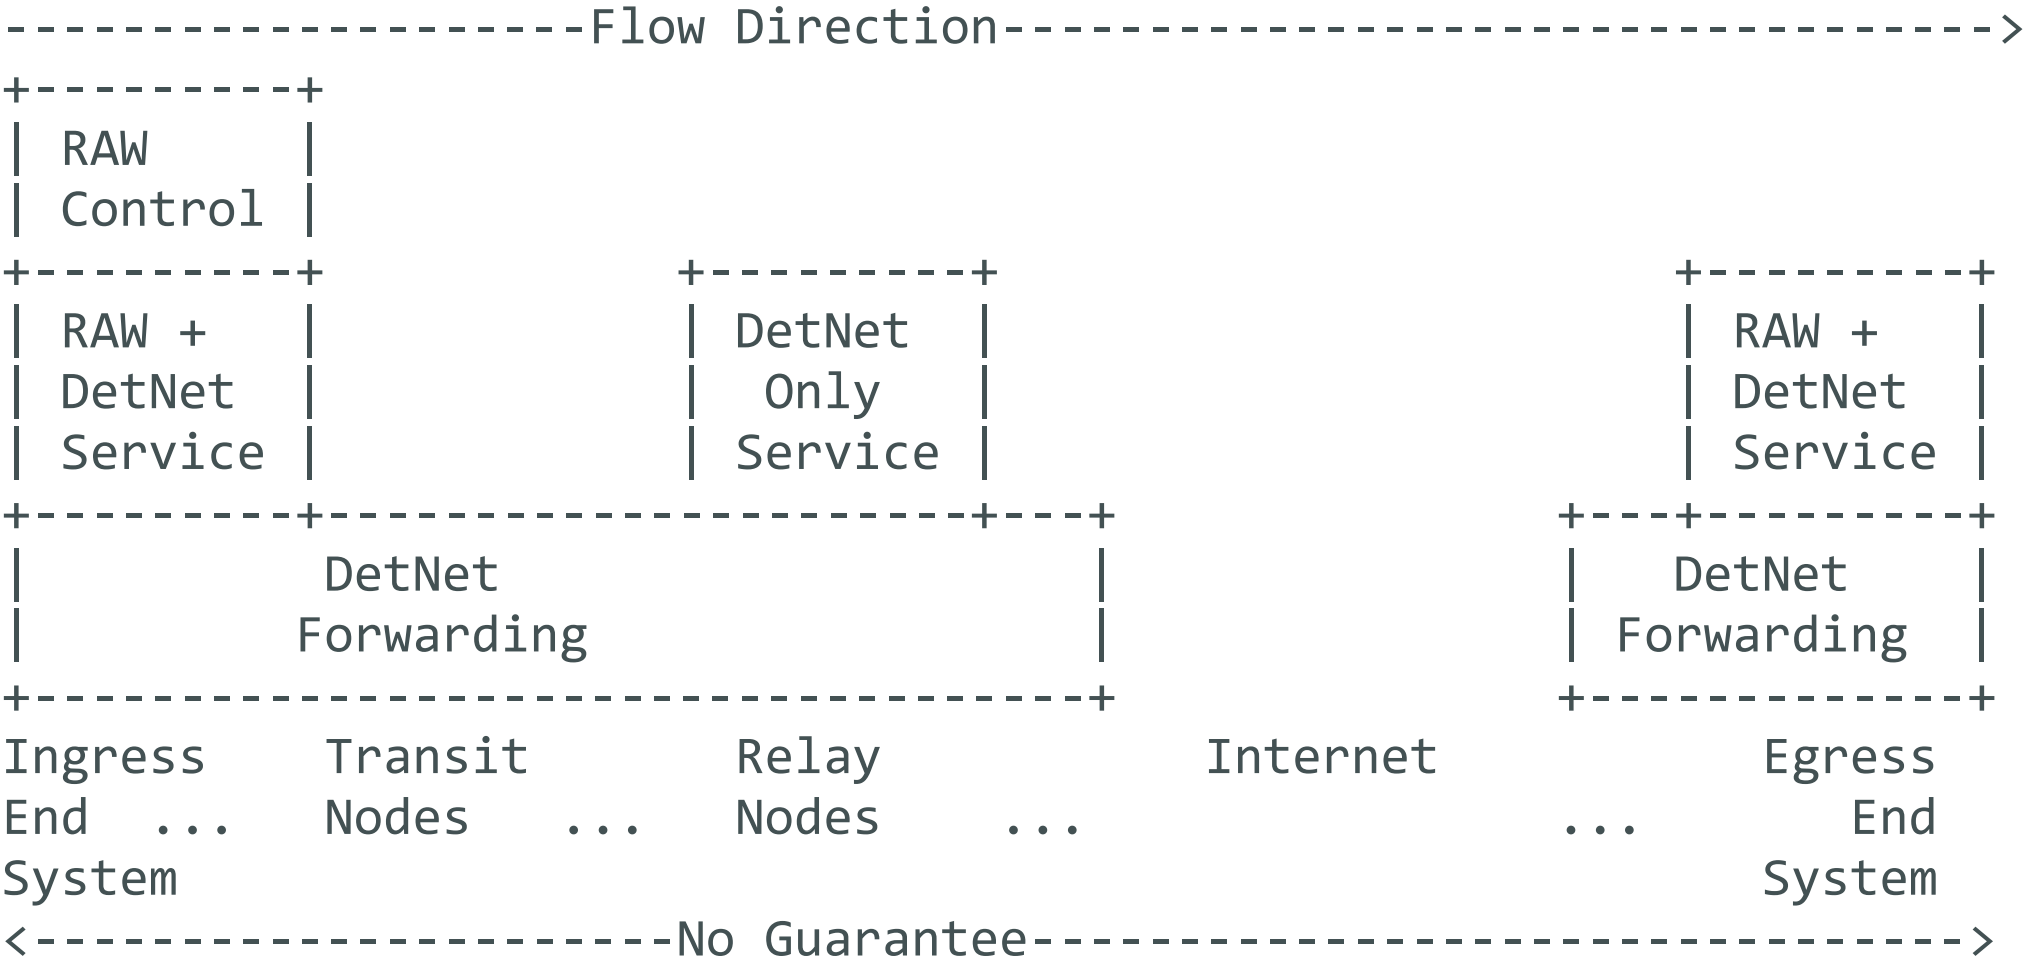 --------------------Flow Direction---------------------------------->
+----------+
| RAW      |
| Control  |
+----------+            +---------+                       +---------+
| RAW +    |            | DetNet  |                       | RAW +   |
| DetNet   |            |  Only   |                       | DetNet  |
| Service  |            | Service |                       | Service |
+----------+----------------------+---+               +---+---------+
|          DetNet                     |               |   DetNet    |
|         Forwarding                  |               | Forwarding  |
+-------------------------------------+               +-------------+
Ingress    Transit       Relay           Internet           Egress
End  ...   Nodes   ...   Nodes    ...                ...       End
System                                                      System
<----------------------No Guarantee-------------------------------->